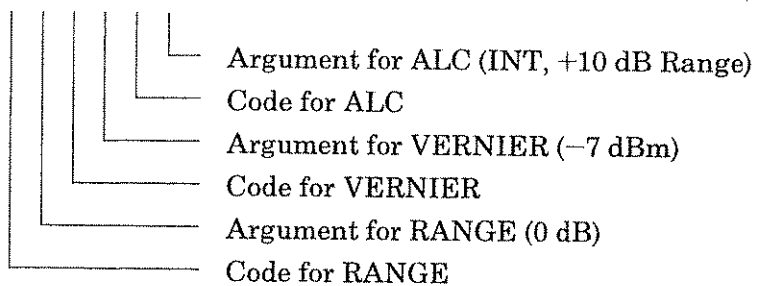 Argument for ALC (INT, +10 dB Range)
Code for ALC
Argument for VERNIER (−7 dBm)
Code for VERNIER
Argument for RANGE (0 dB)
Code for RANGE